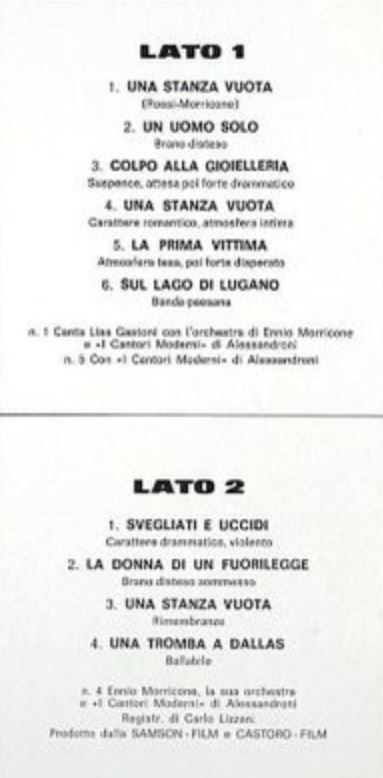 LATO 1
1. UNA STANZA VUOTA
(Rossi-Morricone)
2. UN UOMO SOLO
Brano disteso
3. COLPO ALLA GIOIELLERIA
Suspence, attesa poi forte drammatico
4. UNA STANZA VUOTA
Carattere romantico, atmosfera intima
5. LA PRIMA VITTIMA
Atmosfera tesa, poi forte disperato
6. SUL LAGO DI LUGANO
Banda paesana
n. 1 Canta Lisa Gastoni con l'orchestra di Ennio Morricone
e «I Cantori Moderni» di Alessandroni
n. 5 Con «I Cantori Moderni» di Alessandroni
LATO 2
1. SVEGLIATI E UCCIDI
Carattere drammatico, violento
2. LA DONNA DI UN FUORILEGGE
Brano disteso sommesso
3. UNA STANZA VUOTA
Rimembranze
4. UNA TROMBA A DALLAS
Ballabile
n. 4 Ennio Morricone, la sua orchestra
e «I Cantori Moderni» di Alessandroni
Registr. di Carlo Lizzani
Prodotto dalla SAMSON-FILM e CASTORO-FILM